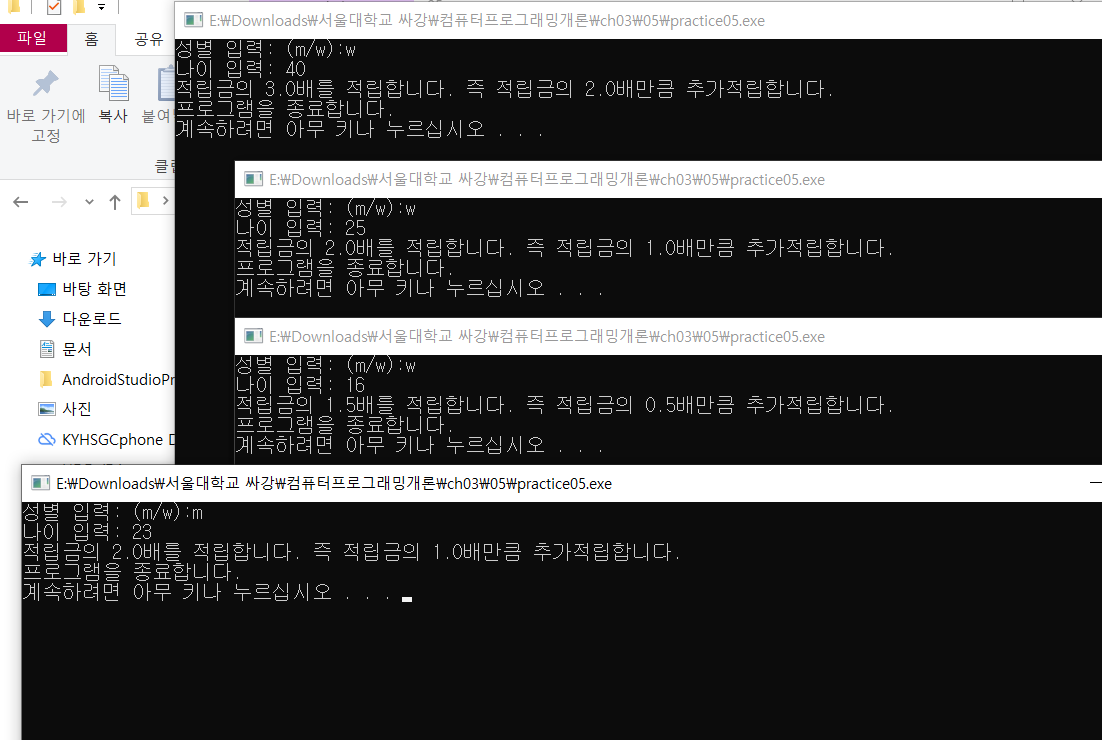 파일
홈
공유
바로 가기에
고정
복사
바로 가기
바탕 화면
다운로드
문서
AndroidStudioPr
사진
KYHSGCphone D
E:₩Downloads₩서울대학교 싸강₩컴퓨터프로그래밍개론₩ch03₩05₩practice05.exe
성별 입력: (m/w):w
나이 입력: 40
적립금의 3.0배를 적립합니다. 즉 적립금의 2.0배만큼 추가적립합니다.
프로그램을 종료합니다.
계속하려면 아무 키나 누르십시오 . . .
E:₩Downloads₩서울대학교 싸강₩컴퓨터프로그래밍개론₩ch03₩05₩practice05.exe
성별 입력: (m/w):w
나이 입력: 25
적립금의 2.0배를 적립합니다. 즉 적립금의 1.0배만큼 추가적립합니다.
프로그램을 종료합니다.
계속하려면 아무 키나 누르십시오 . . .
E:₩Downloads₩서울대학교 싸강₩컴퓨터프로그래밍개론₩ch03₩05₩practice05.exe
성별 입력: (m/w):w
나이 입력: 16
적립금의 1.5배를 적립합니다. 즉 적립금의 0.5배만큼 추가적립합니다.
프로그램을 종료합니다.
계속하려면 아무 키나 누르십시오 . . .
E:₩Downloads₩서울대학교 싸강₩컴퓨터프로그래밍개론₩ch03₩05₩practice05.exe
성별 입력: (m/w):m
나이 입력: 23
적립금의 2.0배를 적립합니다. 즉 적립금의 1.0배만큼 추가적립합니다.
프로그램을 종료합니다.
계속하려면 아무 키나 누르십시오 . . .